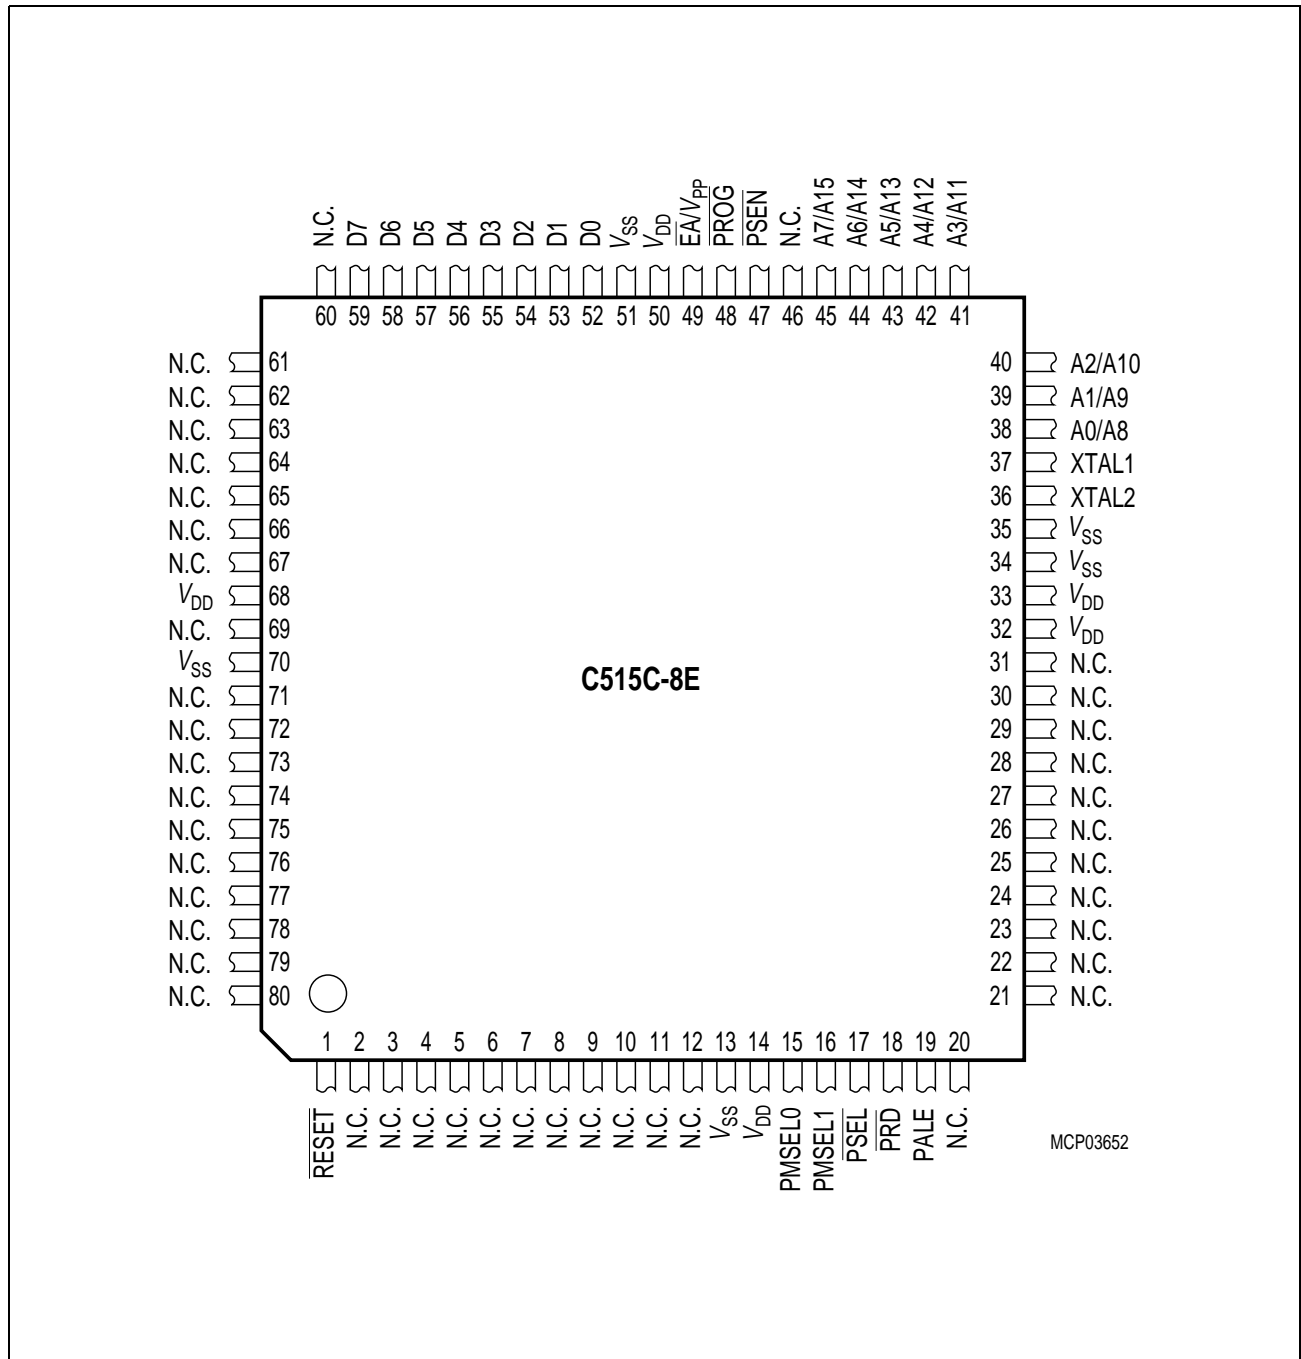 N.C. D7 D6 D5 D4 D3 D2 D1 D0 VSS VDD EA/VPP PROG PSEN N.C. A7/A15 A6/A14 A5/A13 A4/A12 A3/A11
60 59 58 57 56 55 54 53 52 51 50 49 48 47 46 45 44 43 42 41
N.C. 61 40 A2/A10
N.C. 62 39 A1/A9
N.C. 63 38 A0/A8
N.C. 64 37 XTAL1
N.C. 65 36 XTAL2
N.C. 66 35 VSS
N.C. 67 34 VSS
VDD 68 33 VDD
N.C. 69 32 VDD
VSS 70 31 N.C.
C515C-8E
N.C. 71 30 N.C.
N.C. 72 29 N.C.
N.C. 73 28 N.C.
N.C. 74 27 N.C.
N.C. 75 26 N.C.
N.C. 76 25 N.C.
N.C. 77 24 N.C.
N.C. 78 23 N.C.
N.C. 79 22 N.C.
N.C. 80 21 N.C.
1 2 3 4 5 6 7 8 9 10 11 12 13 14 15 16 17 18 19 20
RESET N.C. N.C. N.C. N.C. N.C. N.C. N.C. N.C. N.C. N.C. N.C. VSS VDD PMSEL0 PMSEL1 PSEL PRD PALE N.C.
MCP03652